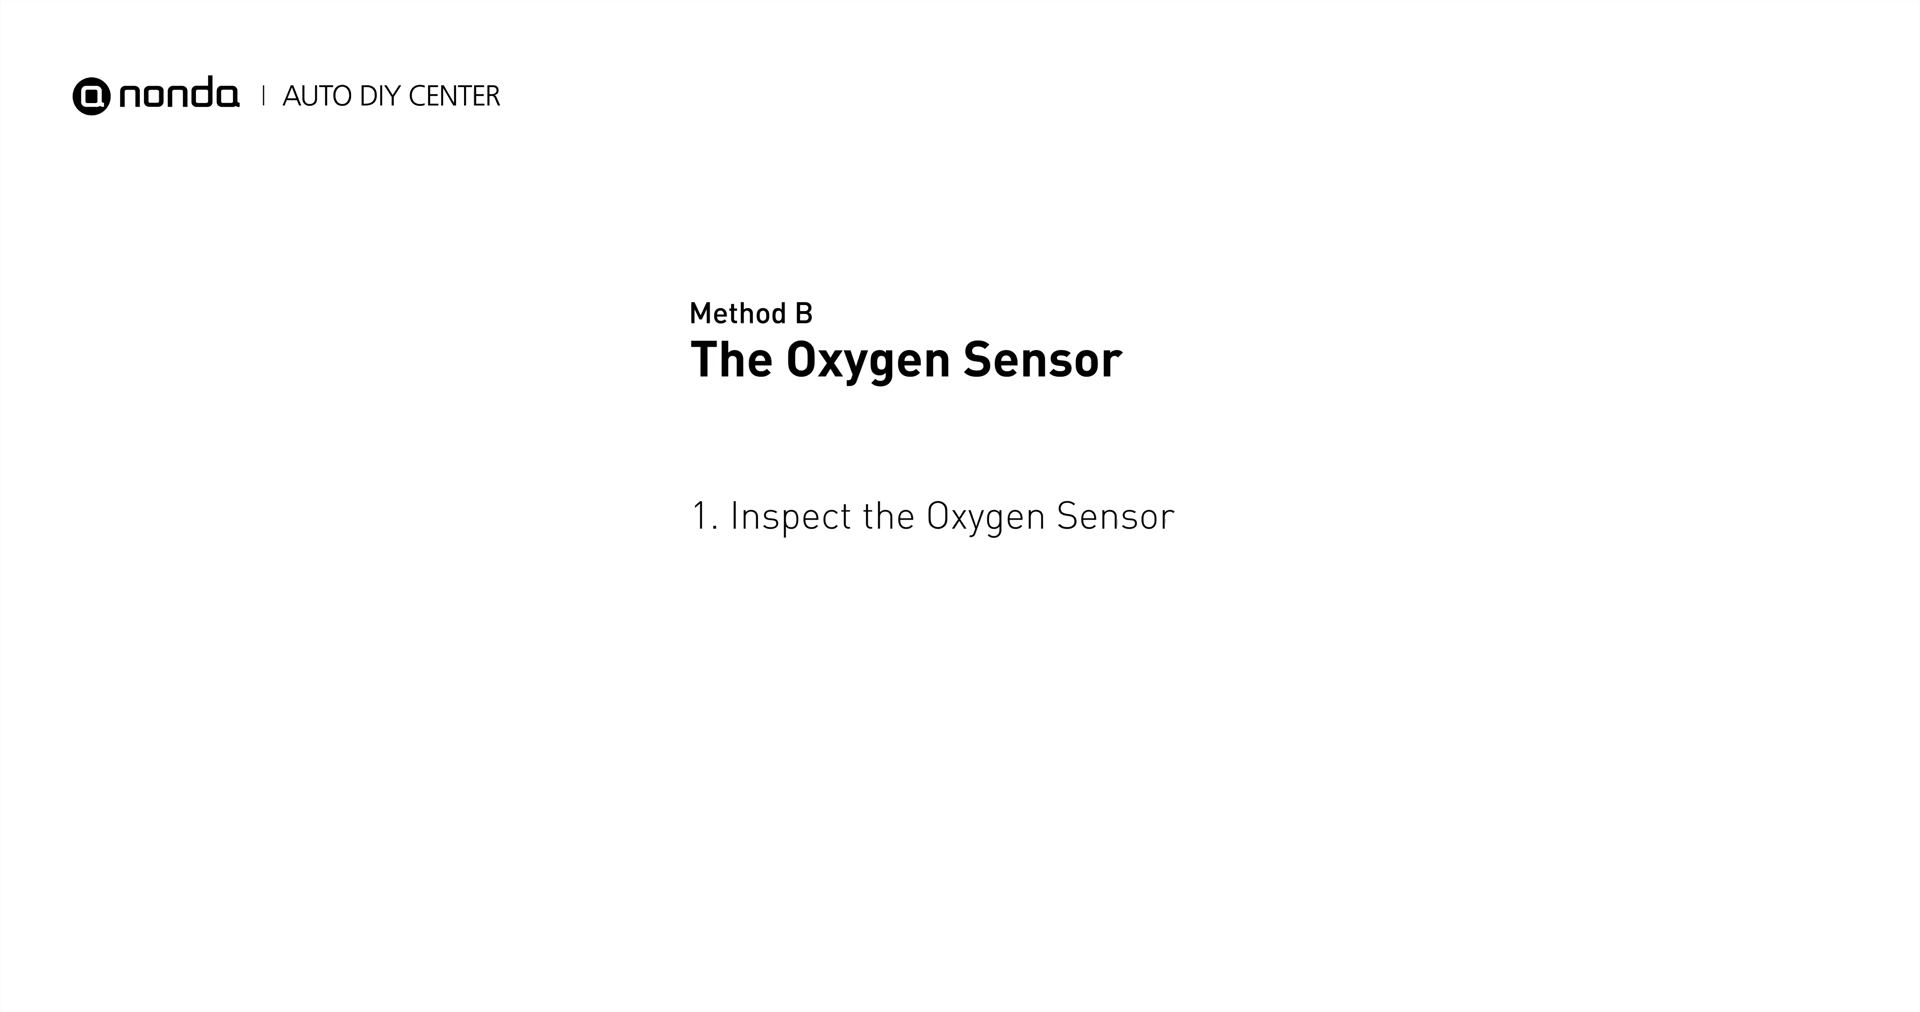 nonda | AUTO DIY CENTER
Method B
The Oxygen Sensor
1. Inspect the Oxygen Sensor